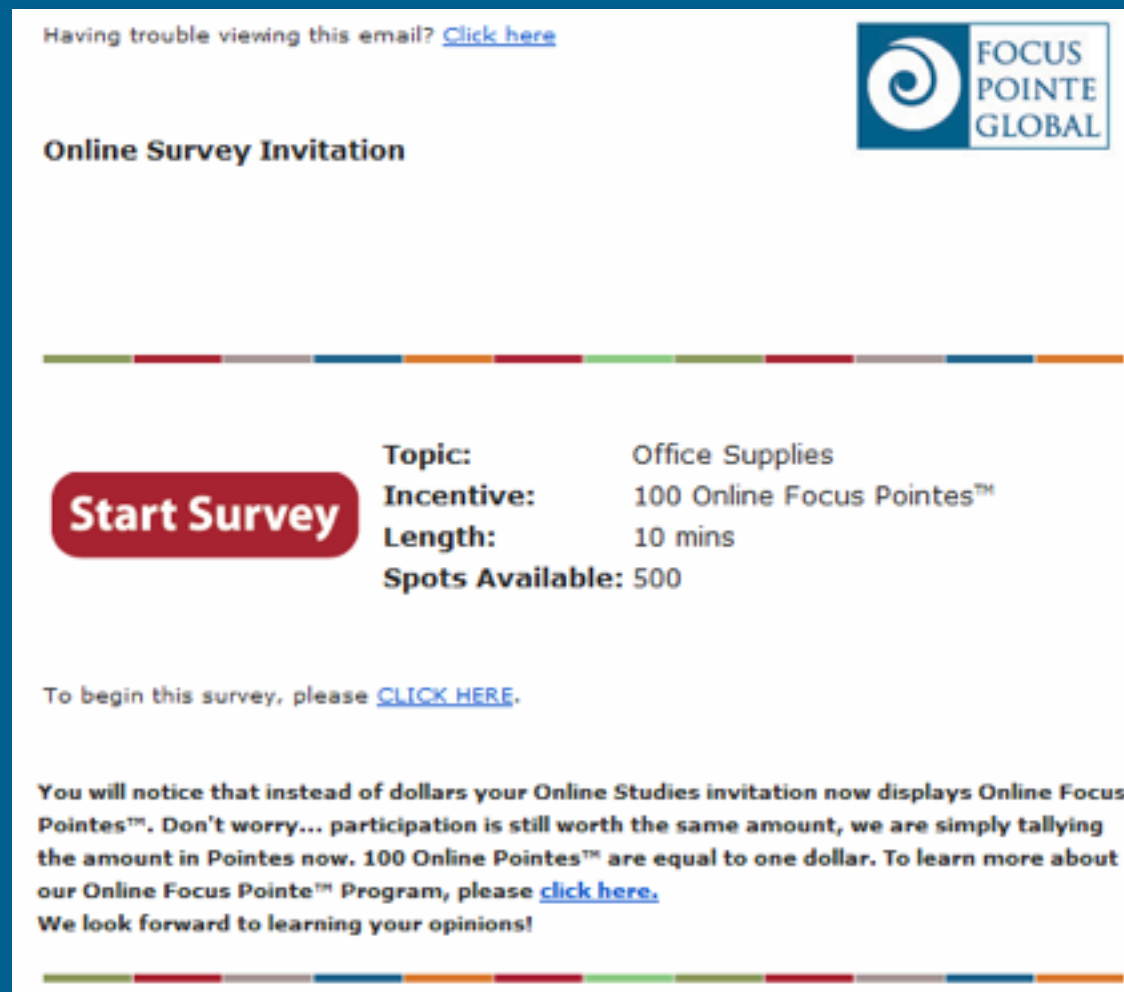 Having trouble viewing this email? Click here
FOCUS
POINTE
GLOBAL
Online Survey Invitation
Start Survey
Topic: Office Supplies
Incentive: 100 Online Focus Pointes™
Length: 10 mins
Spots Available: 500
To begin this survey, please CLICK HERE.
You will notice that instead of dollars your Online Studies invitation now displays Online Focus
Pointes™. Don't worry... participation is still worth the same amount, we are simply tallying
the amount in Pointes now. 100 Online Pointes™ are equal to one dollar. To learn more about
our Online Focus Pointe™ Program, please click here.
We look forward to learning your opinions!